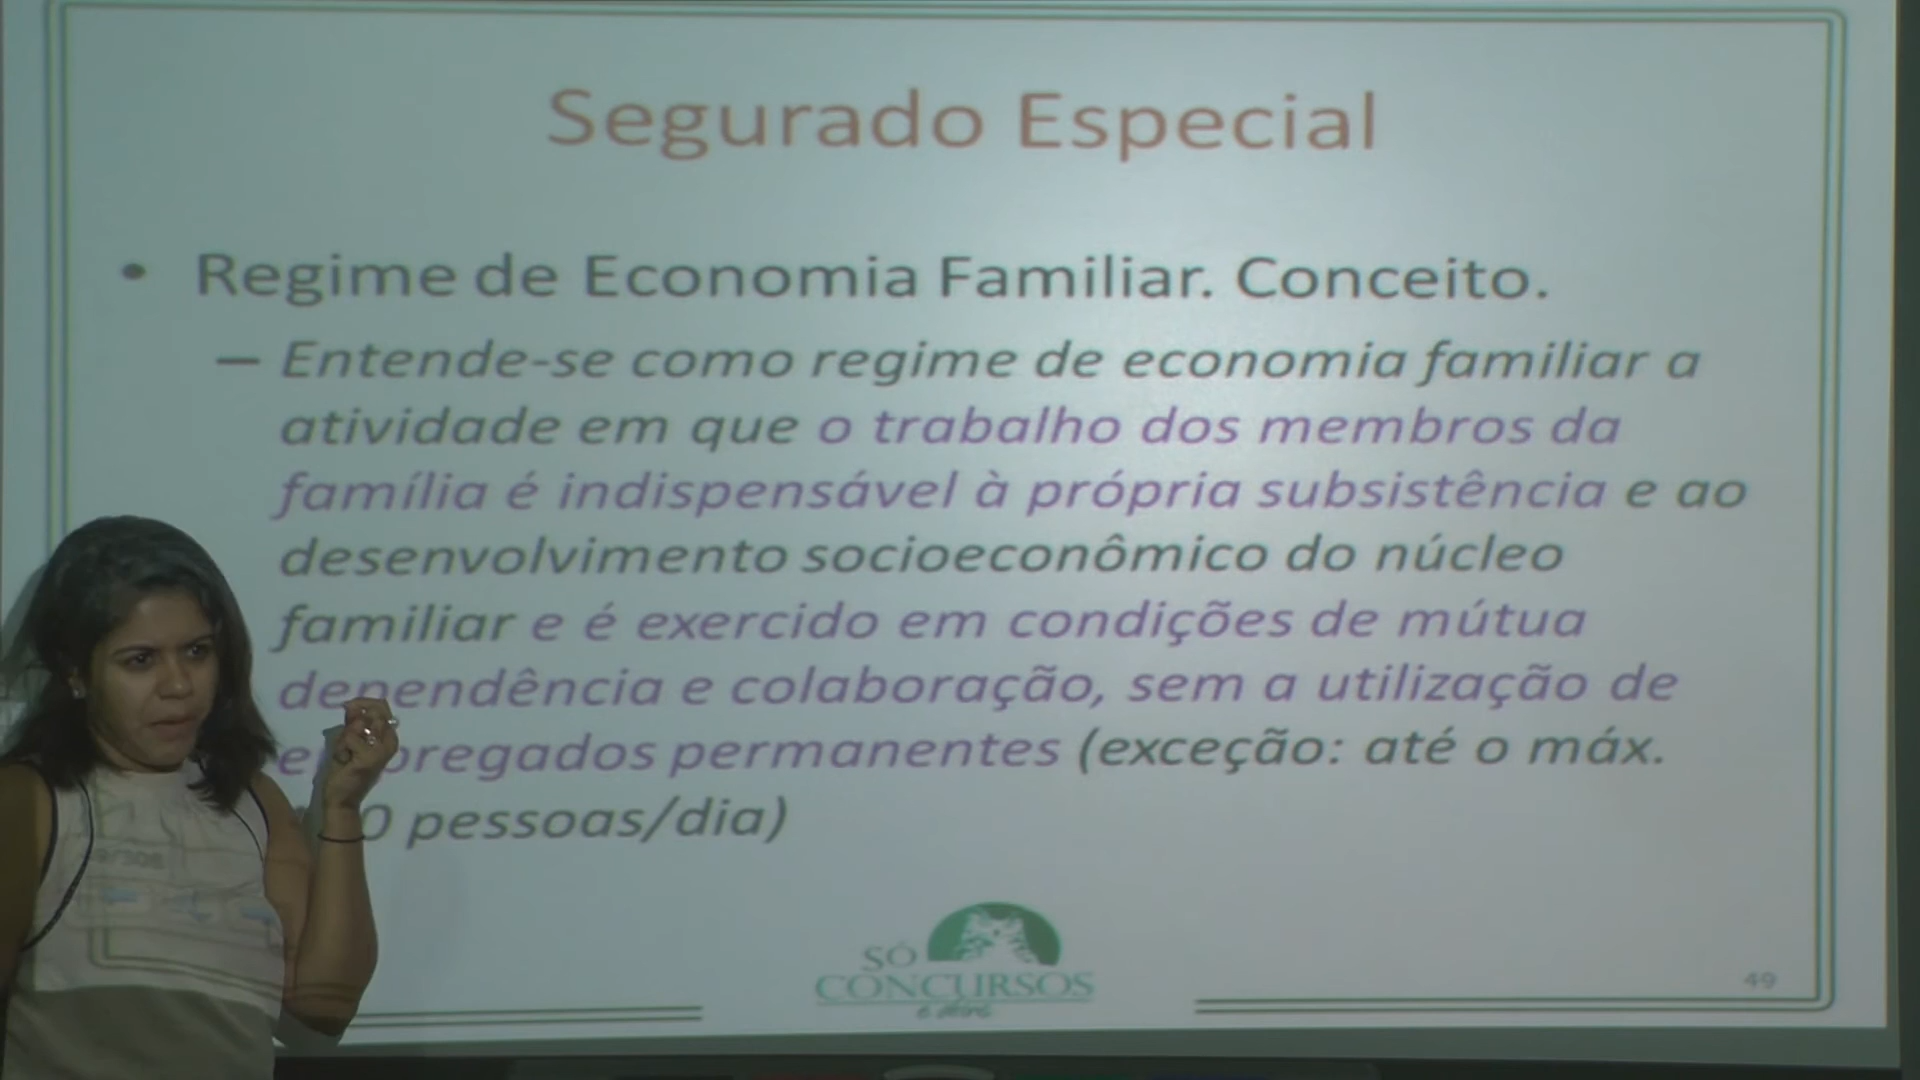 Segurado Especial
• Regime de Economia Familiar. Conceito.
– Entende-se como regime de economia familiar a
atividade em que o trabalho dos membros da
família é indispensável à própria subsistência e ao
desenvolvimento socioeconômico do núcleo
familiar e é exercido em condições de mútua
dependência e colaboração, sem a utilização de
empregados permanentes (exceção: até o máx.
pessoas/dia)
SÓ
CONCURSOS
49